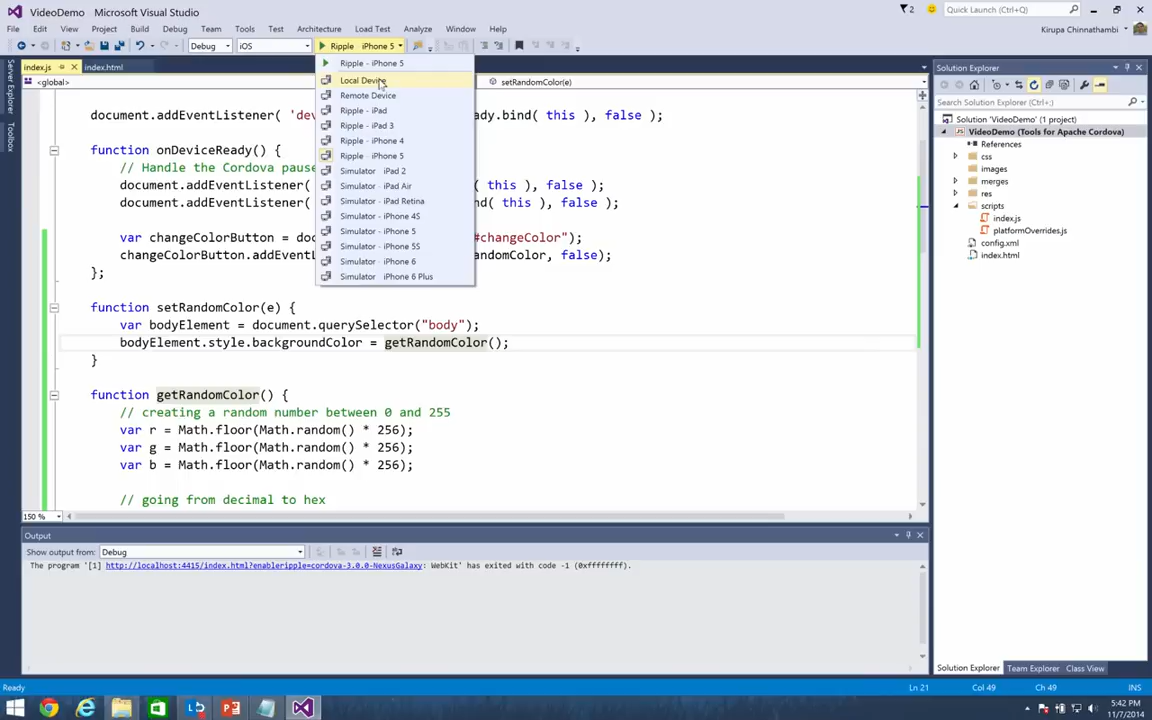 VideoDemo - Microsoft Visual Studio
2
Quick Launch (Ctrl+Q)
File Edit View Project Build Debug Team Tools Test Architecture Load Test Analyze Window Help
Kirupa Chinnathambi
Debug iOS Ripple - iPhone 5
index.js index.html
<global> setRandomColor(e)
Ripple - iPhone 5
Local Device
Remote Device
Ripple - iPad
Ripple - iPad 3
Ripple - iPhone 4
Ripple - iPhone 5
Simulator - iPad 2
Simulator - iPad Air
Simulator - iPad Retina
Simulator - iPhone 4S
Simulator - iPhone 5
Simulator - iPhone 5S
Simulator - iPhone 6
Simulator - iPhone 6 Plus
document.addEventListener( 'de ady.bind( this ), false );
function onDeviceReady() {
// Handle the Cordova pause
document.addEventListener( nd( this ), false );
document.addEventListener( ind( this ), false );
var changeColorButton = doc #changeColor");
changeColorButton.addEventL omColor, false);
};
function setRandomColor(e) {
var bodyElement = document.querySelector("body");
bodyElement.style.backgroundColor = getRandomColor();
}
function getRandomColor() {
// creating a random number between 0 and 255
var r = Math.floor(Math.random() * 256);
var g = Math.floor(Math.random() * 256);
var b = Math.floor(Math.random() * 256);
// going from decimal to hex
150 %
Server Explorer
Toolbox
Output
Show output from: Debug
The program '[1] http://localhost:4415/index.html?enableripple=cordova-3.0.0-NexusGalaxy: WebKit' has exited with code -1 (0xffffffff).
Solution Explorer
Search Solution Explorer (Ctrl+;)
Solution 'VideoDemo' (1 project)
VideoDemo (Tools for Apache Cordova)
References
css
images
merges
res
scripts
index.js
platformOverrides.js
config.xml
index.html
Solution Explorer Team Explorer Class View
Ready Ln 21 Col 49 Ch 49 INS
5:42 PM
11/7/2014